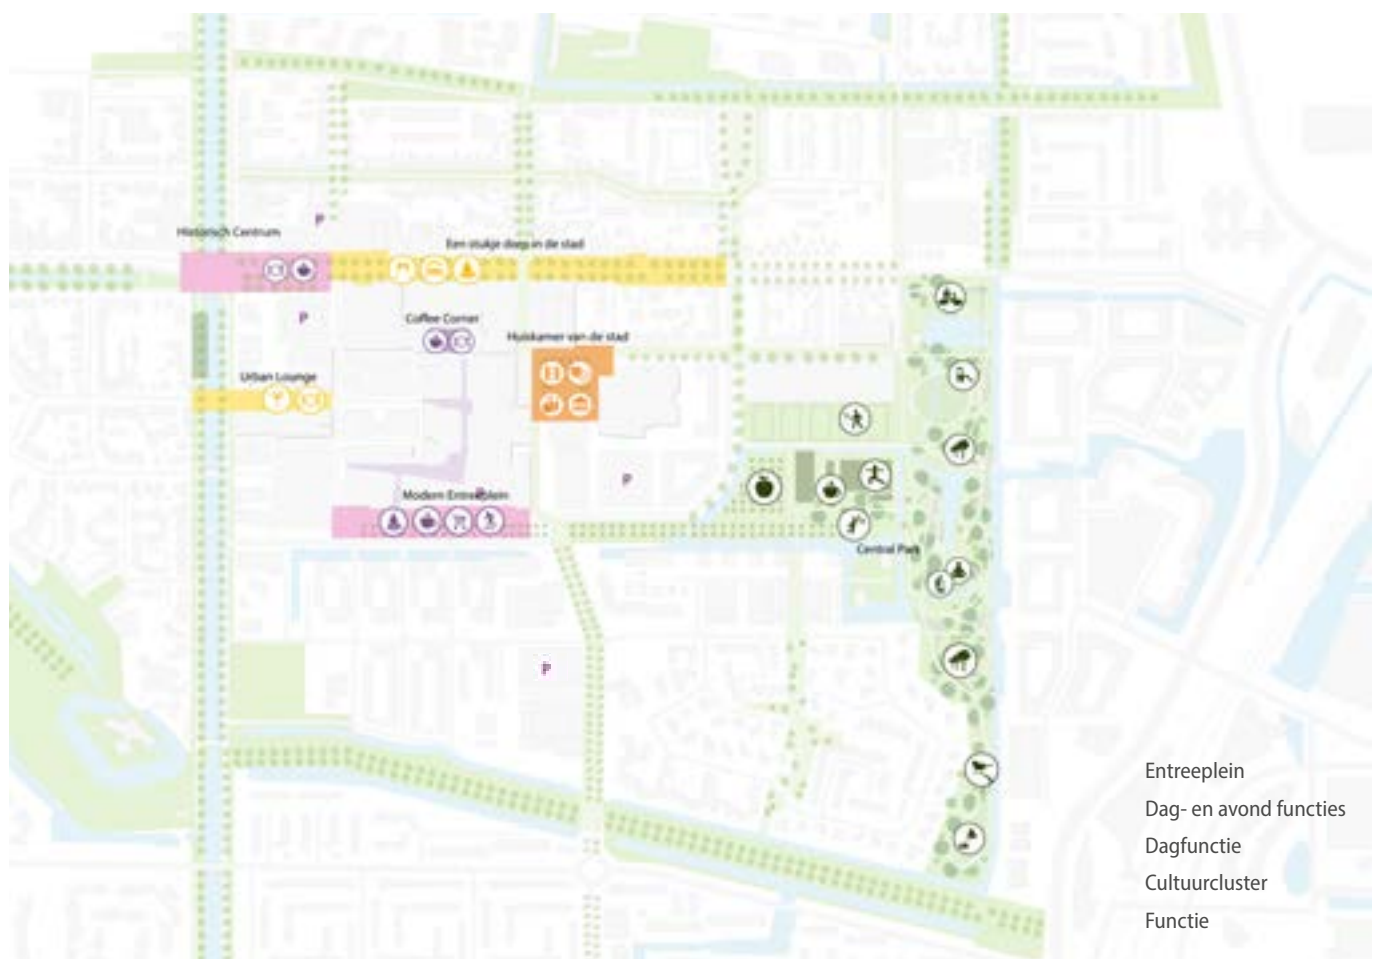 P
Historisch Centrum
Een stukje diep in de stad
P
Coffee Corner
Huiskamer van de stad
Urban Lounge
P
Modern Entreeplein
Central Park
P
Entreeplein
Dag- en avond functies
Dagfunctie
Cultuurcluster
Functie